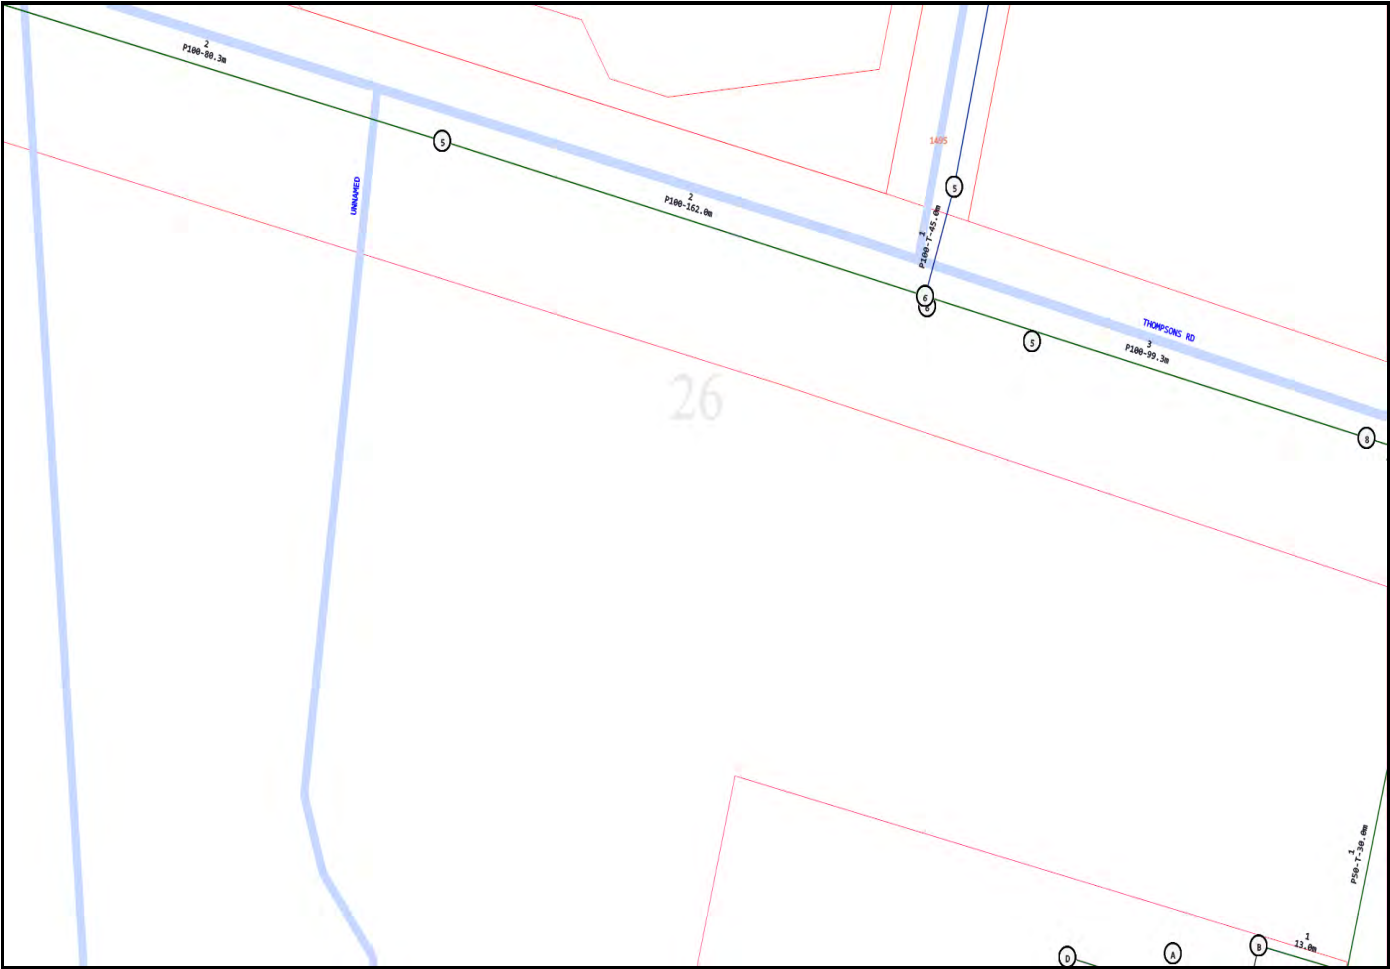 2
P100-80.3m
5
UNNAMED
1495
5
2
P100-162.0m
1
P100-T-45.0m
6
6
THOMPSONS RD
5
3
P100-99.3m
26
8
1
P50-T-30.0m
1
13.0m
B
A
D